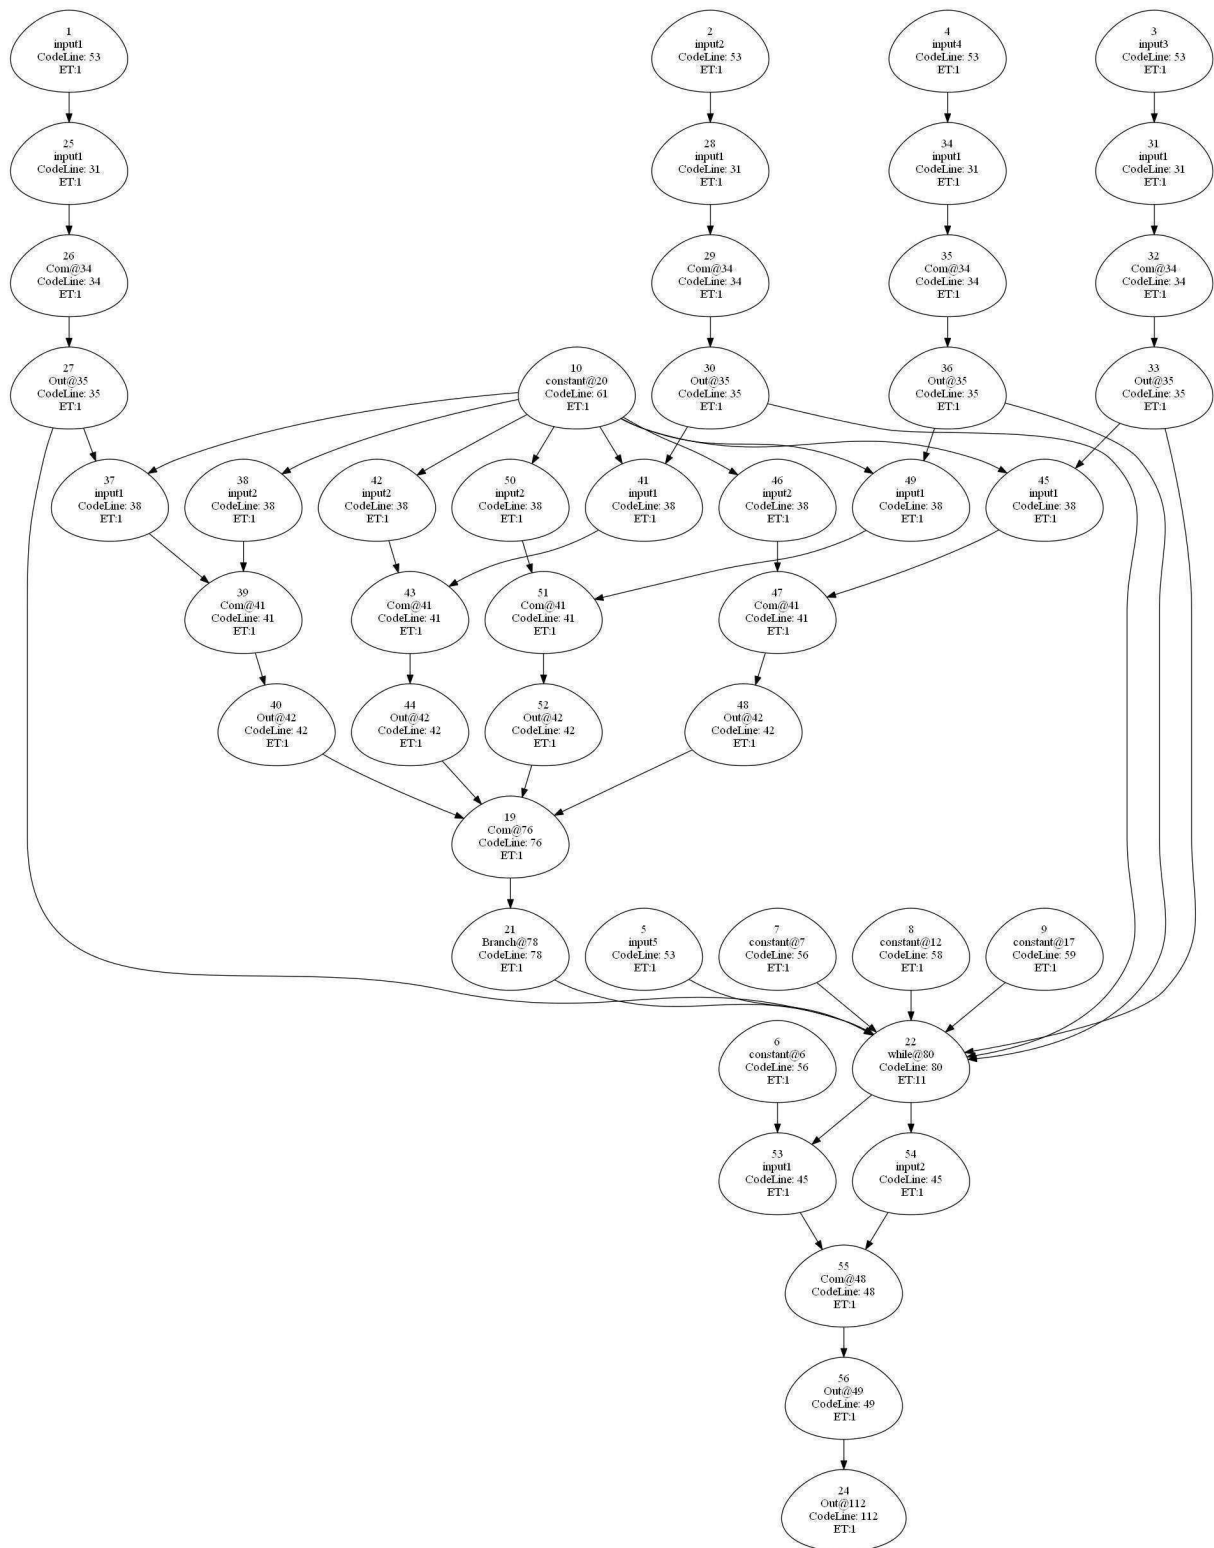 1
input1
CodeLine: 53
ET:1
2
input2
CodeLine: 53
ET:1
4
input4
CodeLine: 53
ET:1
3
input3
CodeLine: 53
ET:1
25
input1
CodeLine: 31
ET:1
28
input1
CodeLine: 31
ET:1
34
input1
CodeLine: 31
ET:1
31
input1
CodeLine: 31
ET:1
26
Com@34
CodeLine: 34
ET:1
29
Com@34
CodeLine: 34
ET:1
35
Com@34
CodeLine: 34
ET:1
32
Com@34
CodeLine: 34
ET:1
27
Out@35
CodeLine: 35
ET:1
10
constant@20
CodeLine: 61
ET:1
30
Out@35
CodeLine: 35
ET:1
36
Out@35
CodeLine: 35
ET:1
33
Out@35
CodeLine: 35
ET:1
37
input1
CodeLine: 38
ET:1
38
input2
CodeLine: 38
ET:1
42
input2
CodeLine: 38
ET:1
50
input2
CodeLine: 38
ET:1
41
input1
CodeLine: 38
ET:1
46
input2
CodeLine: 38
ET:1
49
input1
CodeLine: 38
ET:1
45
input1
CodeLine: 38
ET:1
39
Com@41
CodeLine: 41
ET:1
43
Com@41
CodeLine: 41
ET:1
51
Com@41
CodeLine: 41
ET:1
47
Com@41
CodeLine: 41
ET:1
40
Out@42
CodeLine: 42
ET:1
44
Out@42
CodeLine: 42
ET:1
52
Out@42
CodeLine: 42
ET:1
48
Out@42
CodeLine: 42
ET:1
19
Com@76
CodeLine: 76
ET:1
21
Branch@78
CodeLine: 78
ET:1
5
input5
CodeLine: 53
ET:1
7
constant@7
CodeLine: 56
ET:1
8
constant@12
CodeLine: 58
ET:1
9
constant@17
CodeLine: 59
ET:1
6
constant@6
CodeLine: 56
ET:1
22
while@80
CodeLine: 80
ET:11
53
input1
CodeLine: 45
ET:1
54
input2
CodeLine: 45
ET:1
55
Com@48
CodeLine: 48
ET:1
56
Out@49
CodeLine: 49
ET:1
24
Out@112
CodeLine: 112
ET:1